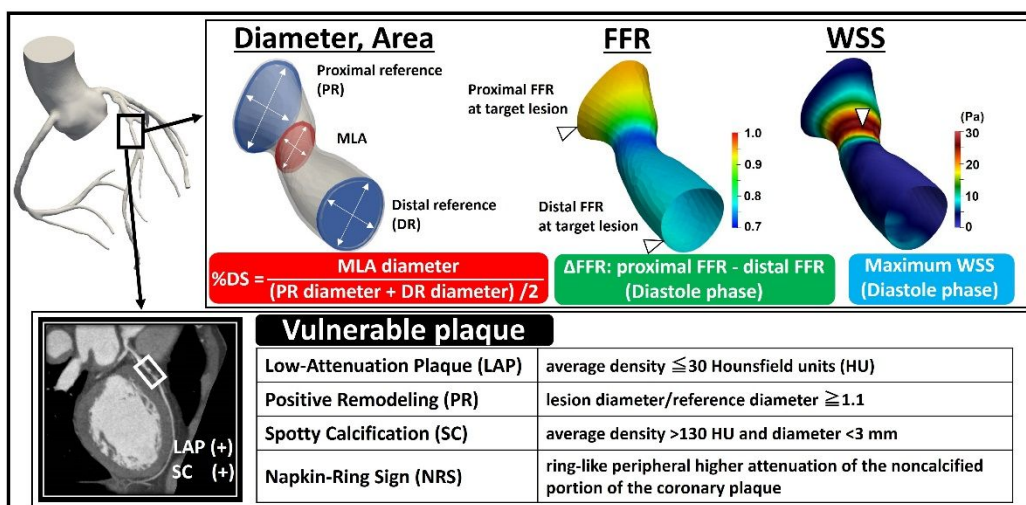 Diameter, Area
Proximal reference
(PR)
MLA
Distal reference
(DR)
%DS = MLA diameter
(PR diameter + DR diameter) /2
FFR
Proximal FFR
at target lesion
Distal FFR
at target lesion
1.0
0.9
0.8
0.7
ΔFFR: proximal FFR - distal FFR
(Diastole phase)
WSS
(Pa)
30
20
10
0
Maximum WSS
(Diastole phase)
LAP (+)
SC (+)
Vulnerable plaque
Low-Attenuation Plaque (LAP)
average density ≦30 Hounsfield units (HU)
Positive Remodeling (PR)
lesion diameter/reference diameter ≧1.1
Spotty Calcification (SC)
average density >130 HU and diameter <3 mm
Napkin-Ring Sign (NRS)
ring-like peripheral higher attenuation of the noncalcified
portion of the coronary plaque